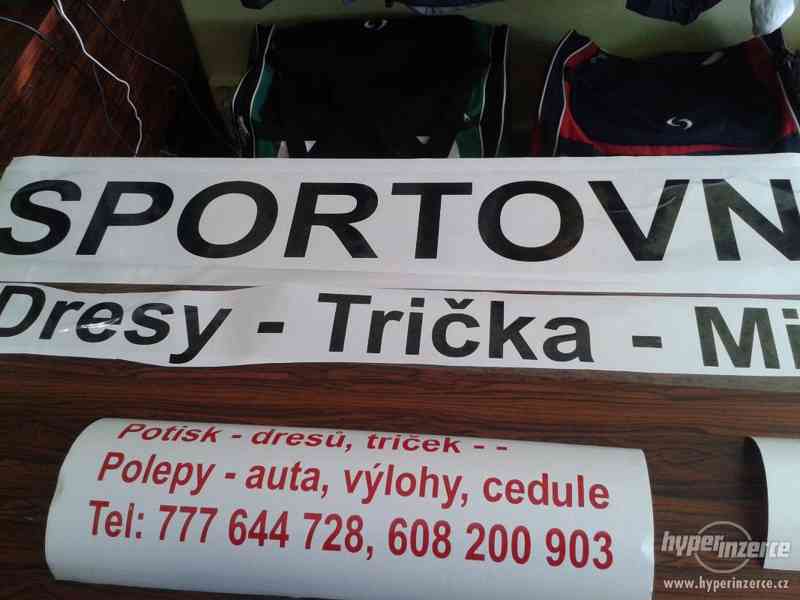 SPORTOVN
Dresy - Trička - Mi
Potisk - dresů, triček - -
Polepy - auta, výlohy, cedule
Tel: 777 644 728, 608 200 903
hyperinzerce
www.hyperinzerce.cz